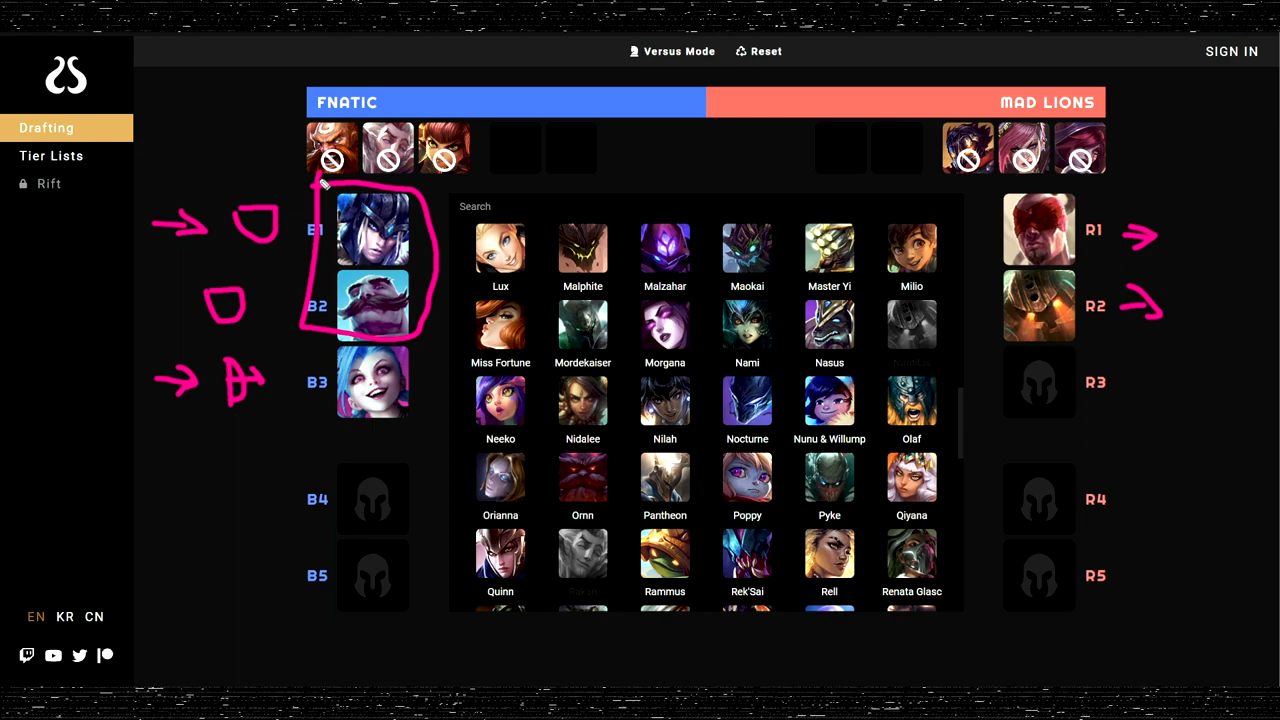 Versus Mode Reset SIGN IN
FNATIC MAD LIONS
Drafting
Tier Lists
Rift
Search
B1
B2
B3
B4
B5
Lux Malphite Malzahar Maokai Master Yi Milio
Miss Fortune Mordekaiser Morgana Nami Nasus Nautilus
Neeko Nidalee Nilah Nocturne Nunu & Willump Olaf
Orianna Ornn Pantheon Poppy Pyke Qiyana
Quinn Rakan Rammus Rek'Sai Rell Renata Glasc
R1
R2
R3
R4
R5
EN KR CN